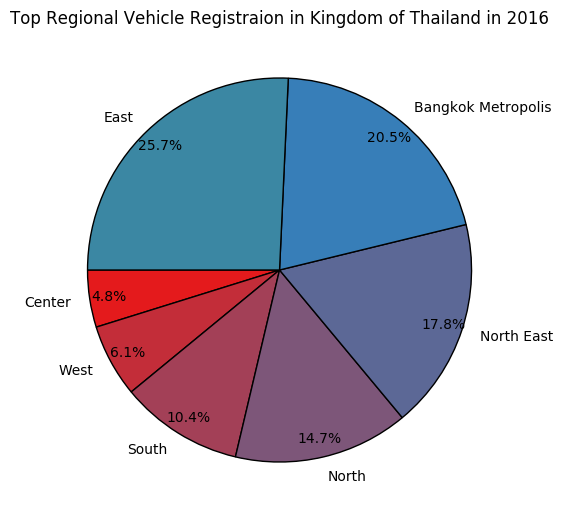 Top Regional Vehicle Registraion in Kingdom of Thailand in 2016
East
25.7%
Bangkok Metropolis
20.5%
Center
4.8%
West
6.1%
South
10.4%
North
14.7%
North East
17.8%